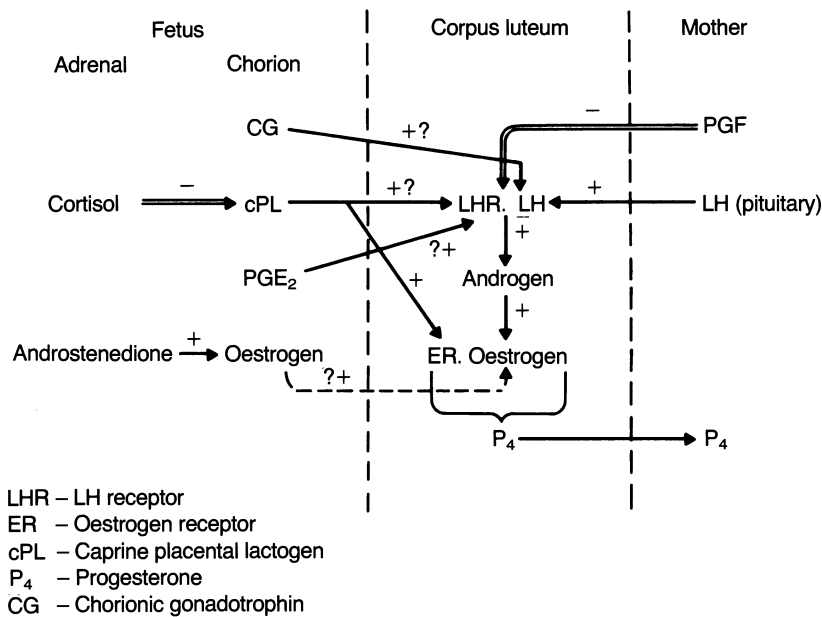 Fetus Corpus luteum Mother
Adrenal Chorion
CG +? − PGF
Cortisol − cPL +? LHR. LH + LH (pituitary)
− +
PGE₂ ?+ + Androgen
+
Androstenedione + Oestrogen ER. Oestrogen
?+
P₄ P₄
LHR – LH receptor
ER – Oestrogen receptor
cPL – Caprine placental lactogen
P₄ – Progesterone
CG – Chorionic gonadotrophin